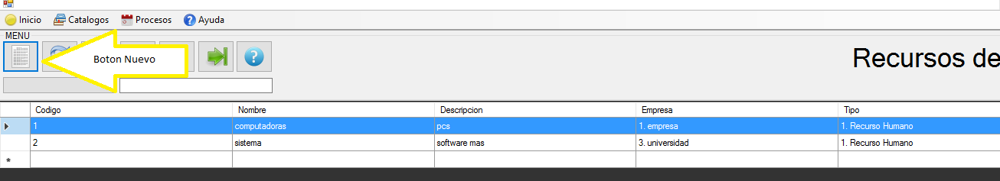 Inicio Catalogos Procesos ? Ayuda
MENU
Boton Nuevo ?
Recursos de
Codigo Nombre Descripcion Empresa Tipo
1 computadoras pcs 1. empresa 1. Recurso Humano
2 sistema software mas 3. universidad 1. Recurso Humano
*